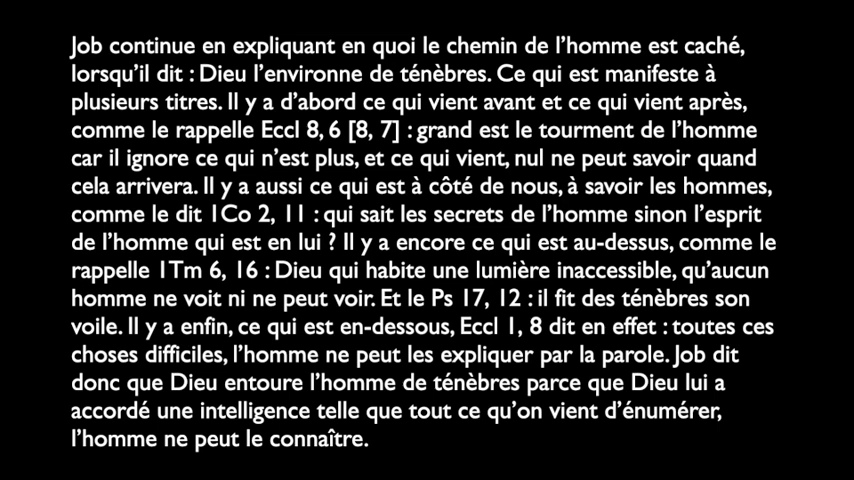 Job continue en expliquant en quoi le chemin de l'homme est caché,
lorsqu'il dit : Dieu l'environne de ténèbres. Ce qui est manifeste à
plusieurs titres. Il y a d'abord ce qui vient avant et ce qui vient après,
comme le rappelle Eccl 8, 6 [8, 7] : grand est le tourment de l'homme
car il ignore ce qui n'est plus, et ce qui vient, nul ne peut savoir quand
cela arrivera. Il y a aussi ce qui est à côté de nous, à savoir les hommes,
comme le dit 1Co 2, 11 : qui sait les secrets de l'homme sinon l'esprit
de l'homme qui est en lui ? Il y a encore ce qui est au-dessus, comme le
rappelle 1Tm 6, 16 : Dieu qui habite une lumière inaccessible, qu'aucun
homme ne voit ni ne peut voir. Et le Ps 17, 12 : il fit des ténèbres son
voile. Il y a enfin, ce qui est en-dessous, Eccl 1, 8 dit en effet : toutes ces
choses difficiles, l'homme ne peut les expliquer par la parole. Job dit
donc que Dieu entoure l'homme de ténèbres parce que Dieu lui a
accordé une intelligence telle que tout ce qu'on vient d'énumérer,
l'homme ne peut le connaître.